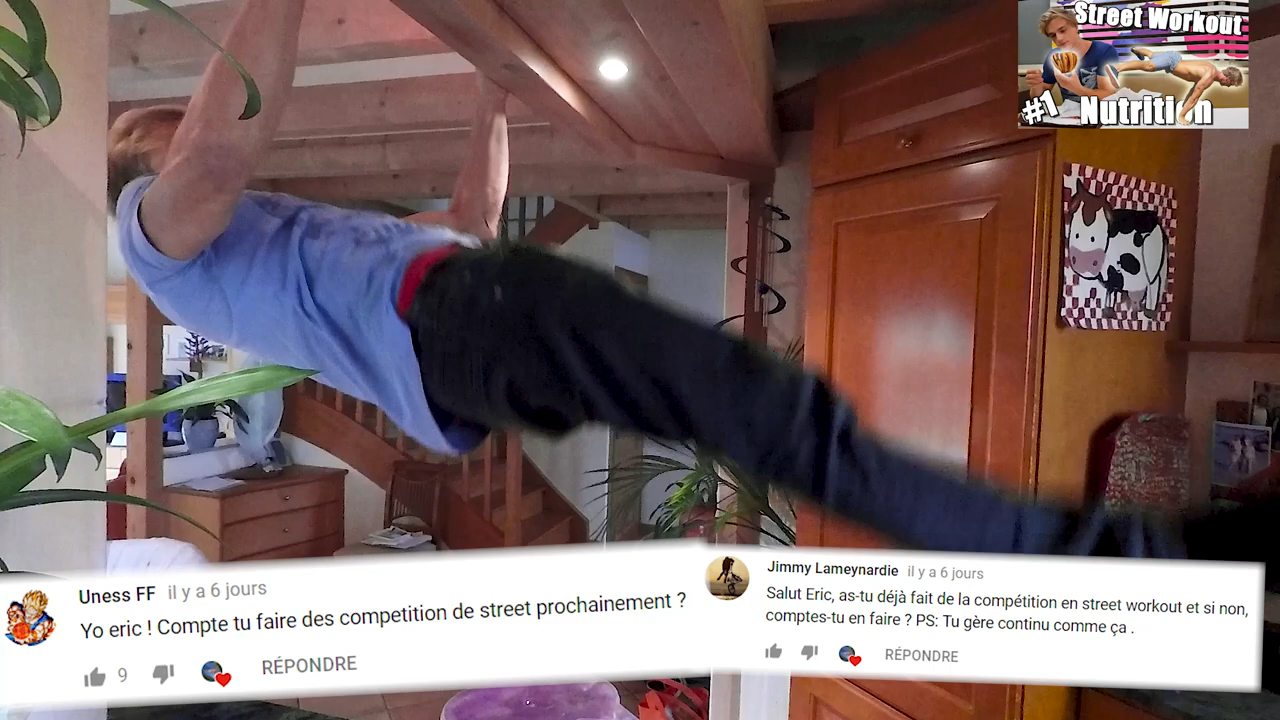 Street Workout
#1 Nutrition
Uness FF il y a 6 jours
Yo eric ! Compte tu faire des competition de street prochainement ?
9 RÉPONDRE
Jimmy Lameynardie il y a 6 jours
Salut Eric, as-tu déjà fait de la compétition en street workout et si non,
comptes-tu en faire ? PS: Tu gère continu comme ça .
RÉPONDRE